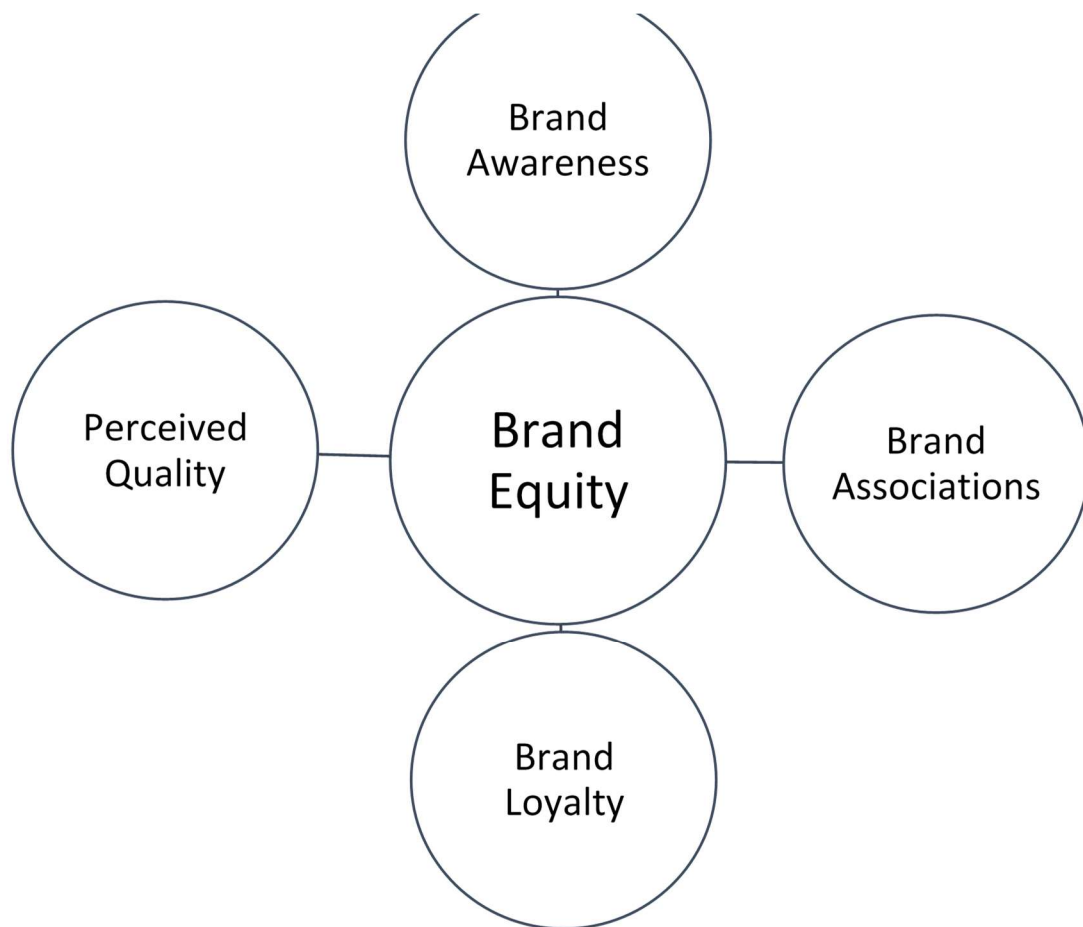 Brand
Awareness
Perceived
Quality
Brand
Equity
Brand
Associations
Brand
Loyalty